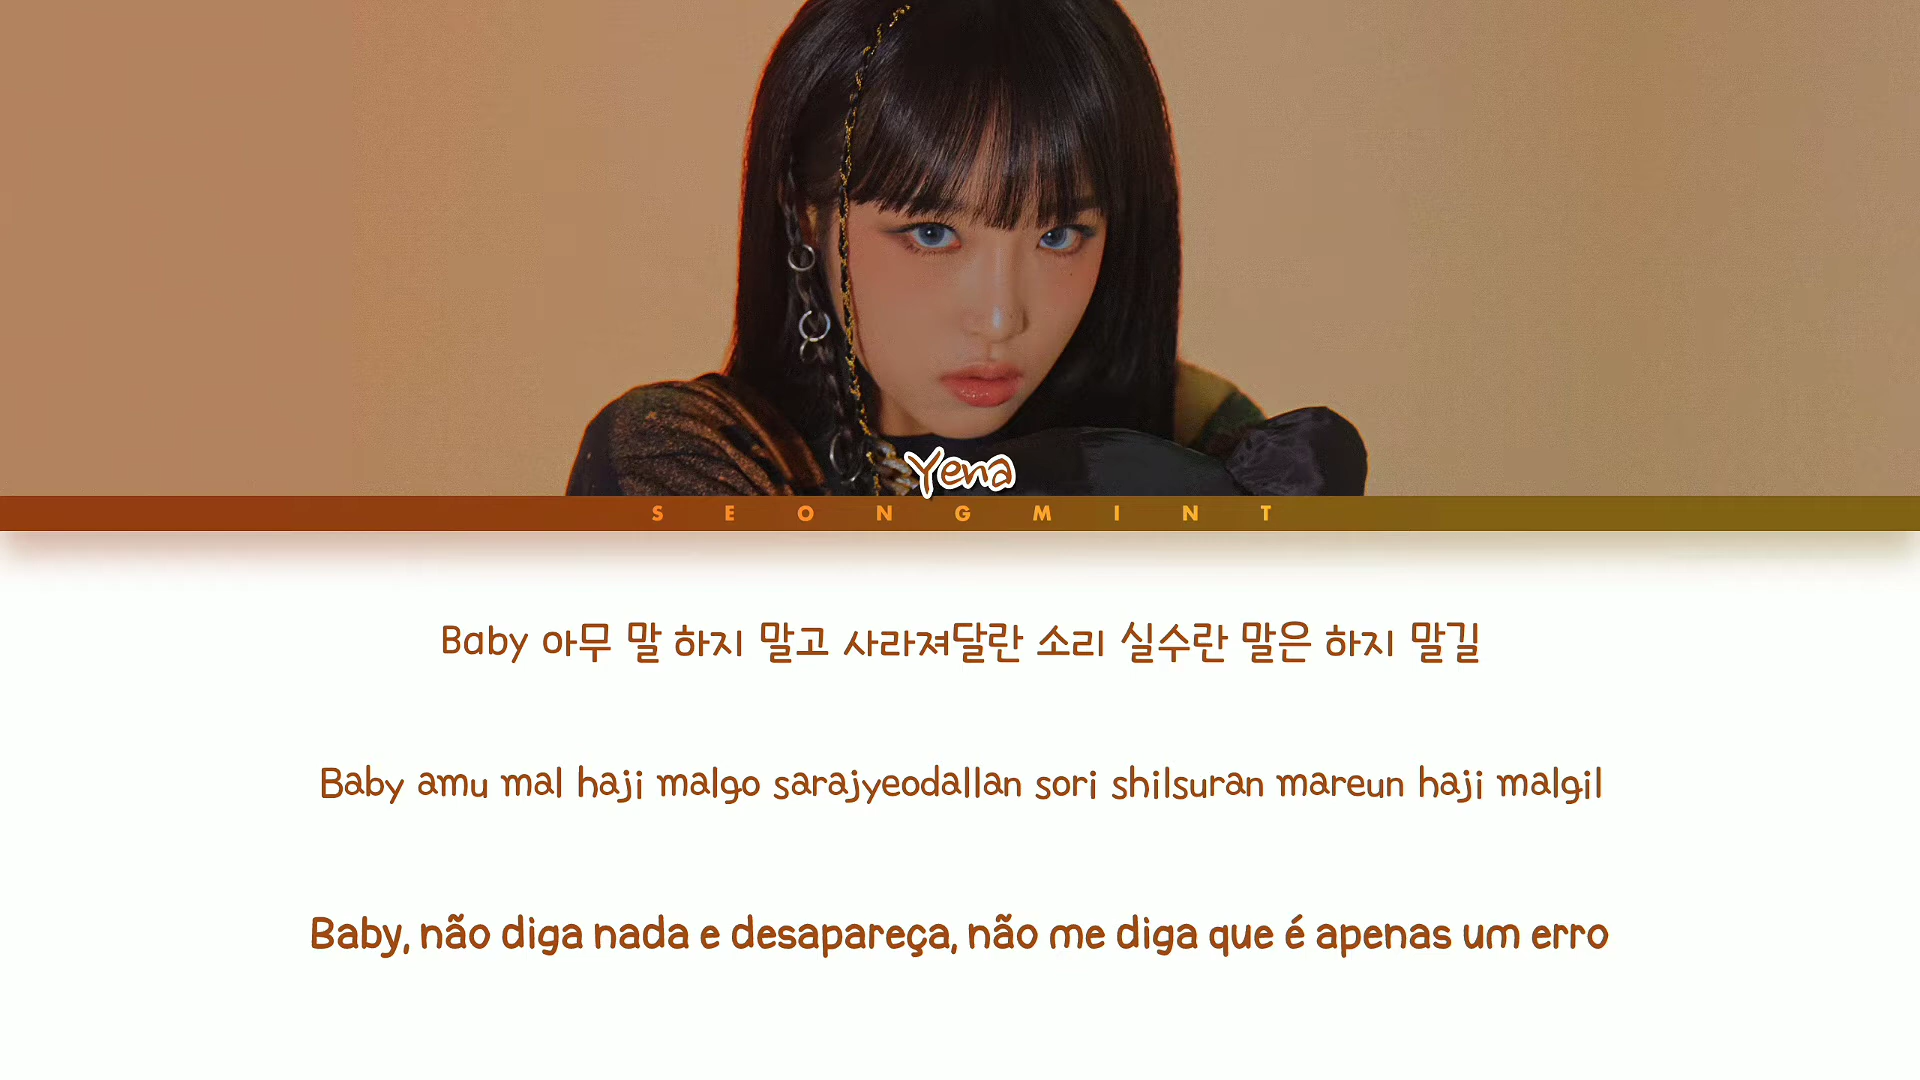 Yena
SEONGMINT
Baby 아무 말 하지 말고 사라져달란 소리 실수란 말은 하지 말길
Baby amu mal haji malgo sarajyeodallan sori shilsuran mareun haji malgil
Baby, não diga nada e desapareça, não me diga que é apenas um erro